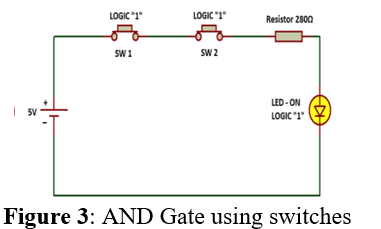 LOGIC "1"
LOGIC "1"
Resistor 280Ω
SW 1
SW 2
5V
+
-
LED - ON
LOGIC "1"
Figure 3: AND Gate using switches